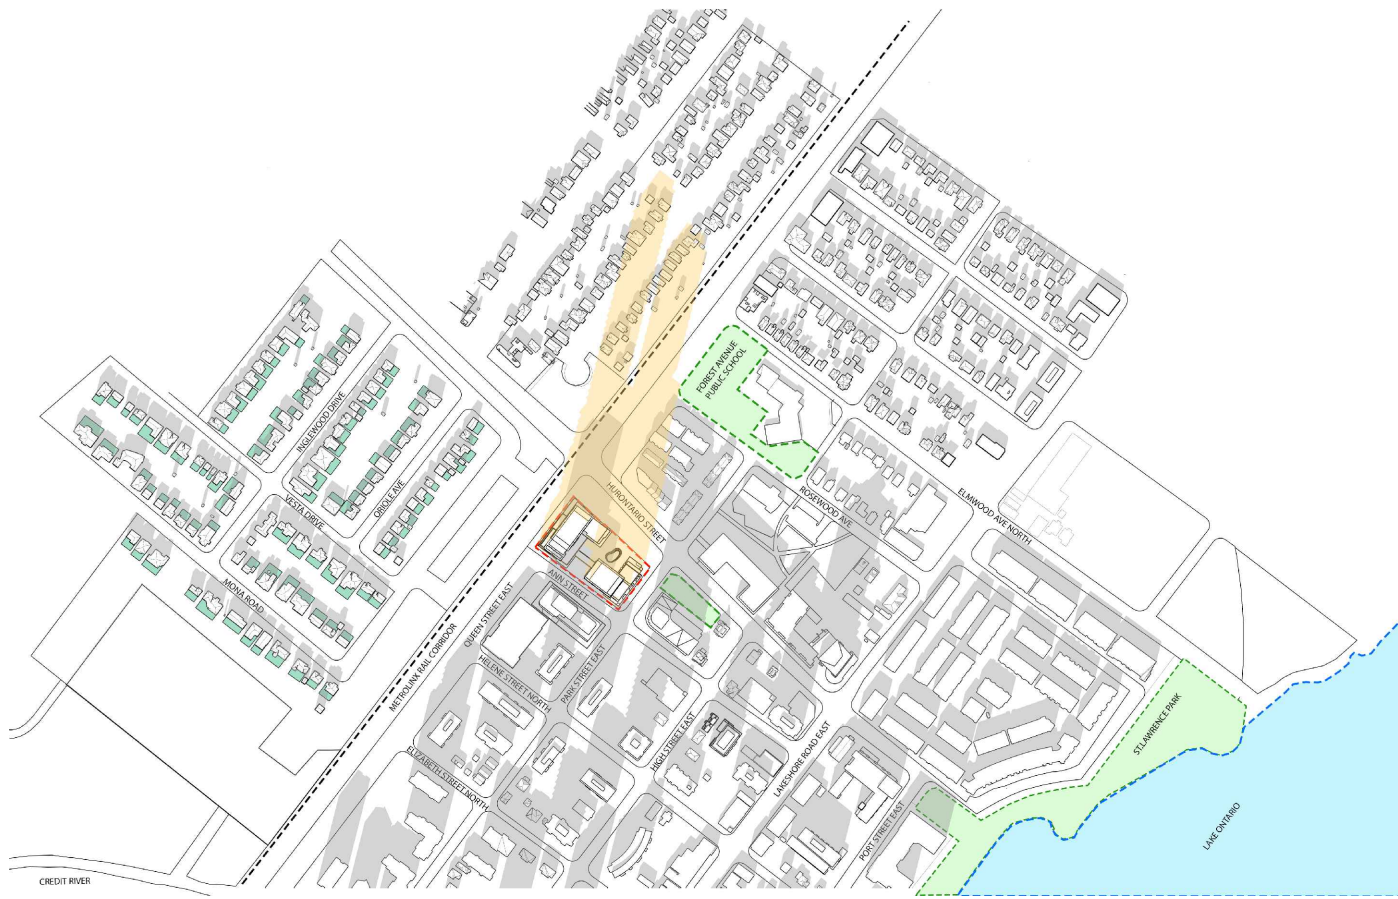 FOREST AVENUE
PUBLIC SCHOOL
INGLEWOOD DRIVE
ORIOLE AVE
VESTA DRIVE
HURONTARIO STREET
ROSEWOOD AVE
ELMWOOD AVE NORTH
MONA ROAD
ANN STREET
QUEEN STREET EAST
METROLINX RAIL CORRIDOR
HELENE STREET NORTH
PARK STREET EAST
ELIZABETH STREET NORTH
HIGH STREET EAST
LAKESHORE ROAD EAST
ST.LAWRENCE PARK
PORT STREET EAST
LAKE ONTARIO
CREDIT RIVER